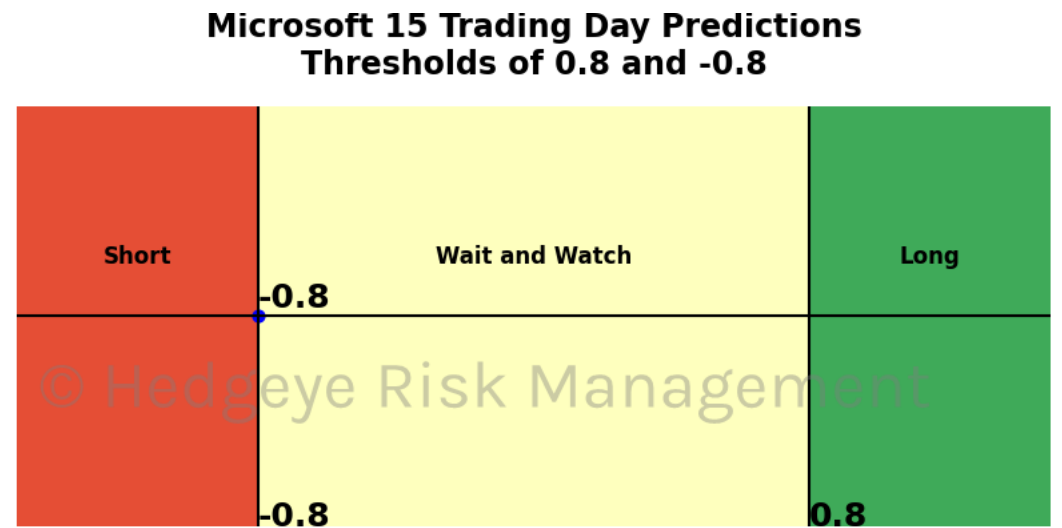 Microsoft 15 Trading Day Predictions
Thresholds of 0.8 and -0.8
Short Wait and Watch Long
-0.8
© Hedgeye Risk Management
-0.8 0.8